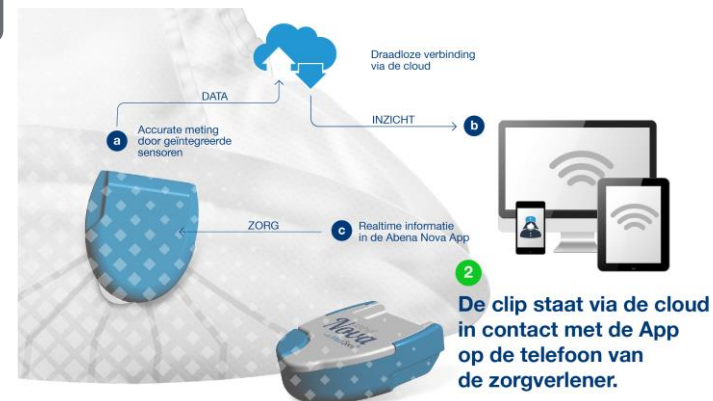 Draadloze verbinding
via de cloud
DATA
INZICHT
b
a
Accurate meting
door geïntegreerde
sensoren
ZORG
c
Realtime informatie
in de Abena Nova App
2
De clip staat via de cloud
in contact met de App
op de telefoon van
de zorgverlener.
Nova